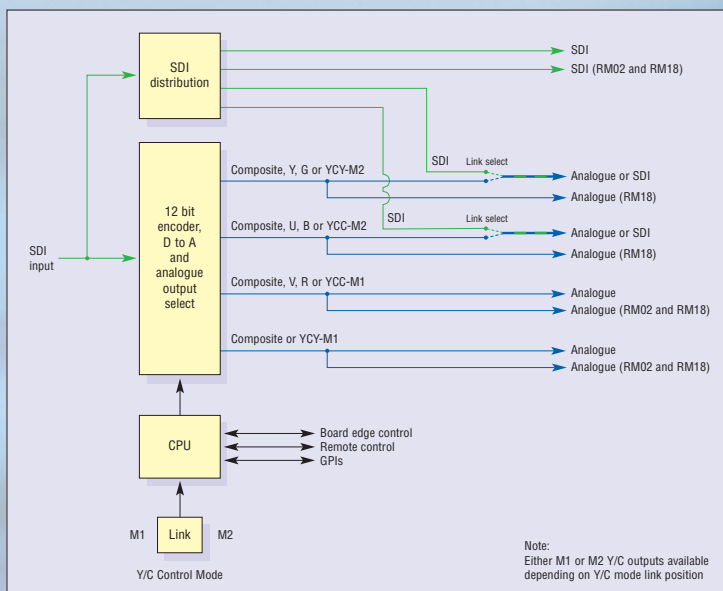 SDI
distribution
SDI
SDI (RM02 and RM18)
SDI
Link select
Composite, Y, G or YCY-M2
Analogue or SDI
Analogue (RM18)
12 bit
encoder,
D to A
and
analogue
output
select
SDI
input
SDI
Link select
Composite, U, B or YCC-M2
Analogue or SDI
Analogue (RM18)
Composite, V, R or YCC-M1
Analogue
Analogue (RM02 and RM18)
Composite or YCY-M1
Analogue
Analogue (RM02 and RM18)
CPU
Board edge control
Remote control
GPIs
M1
Link
M2
Y/C Control Mode
Note:
Either M1 or M2 Y/C outputs available
depending on Y/C mode link position